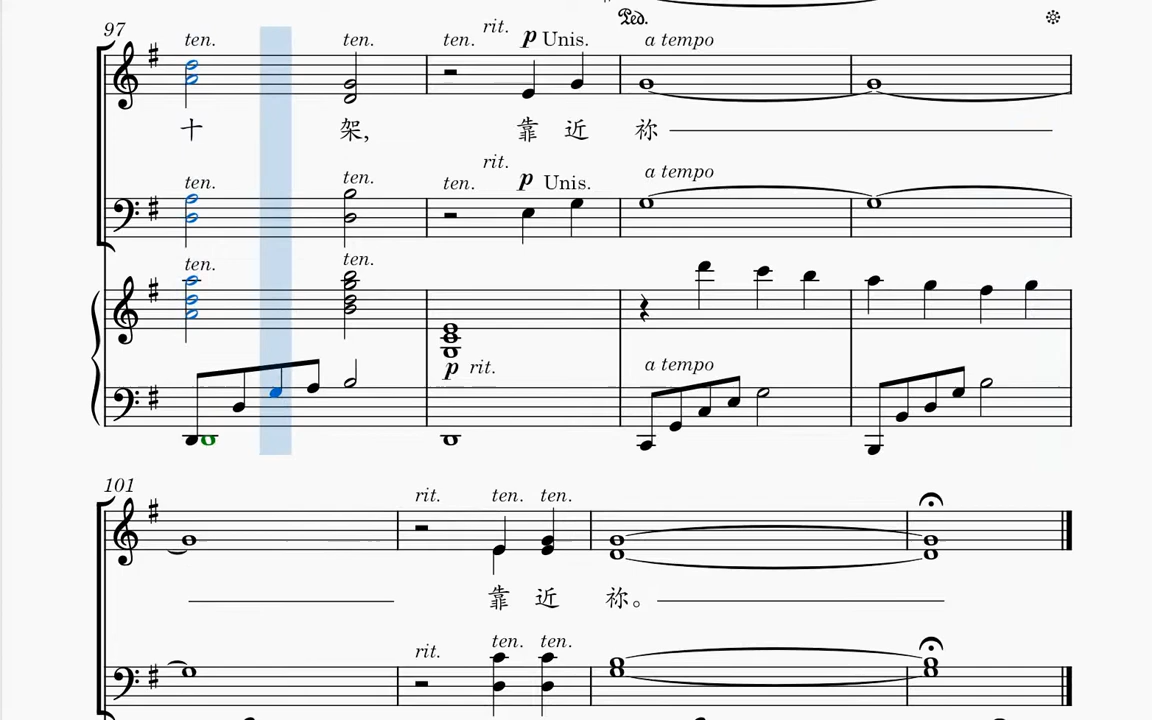 97
ten. ten. ten. rit. p Unis. a tempo
十 架, 靠 近 祢
ten. ten. ten. rit. p Unis. a tempo
ten. ten.
p rit. a tempo
101
rit. ten. ten.
靠 近 祢。
rit. ten. ten.